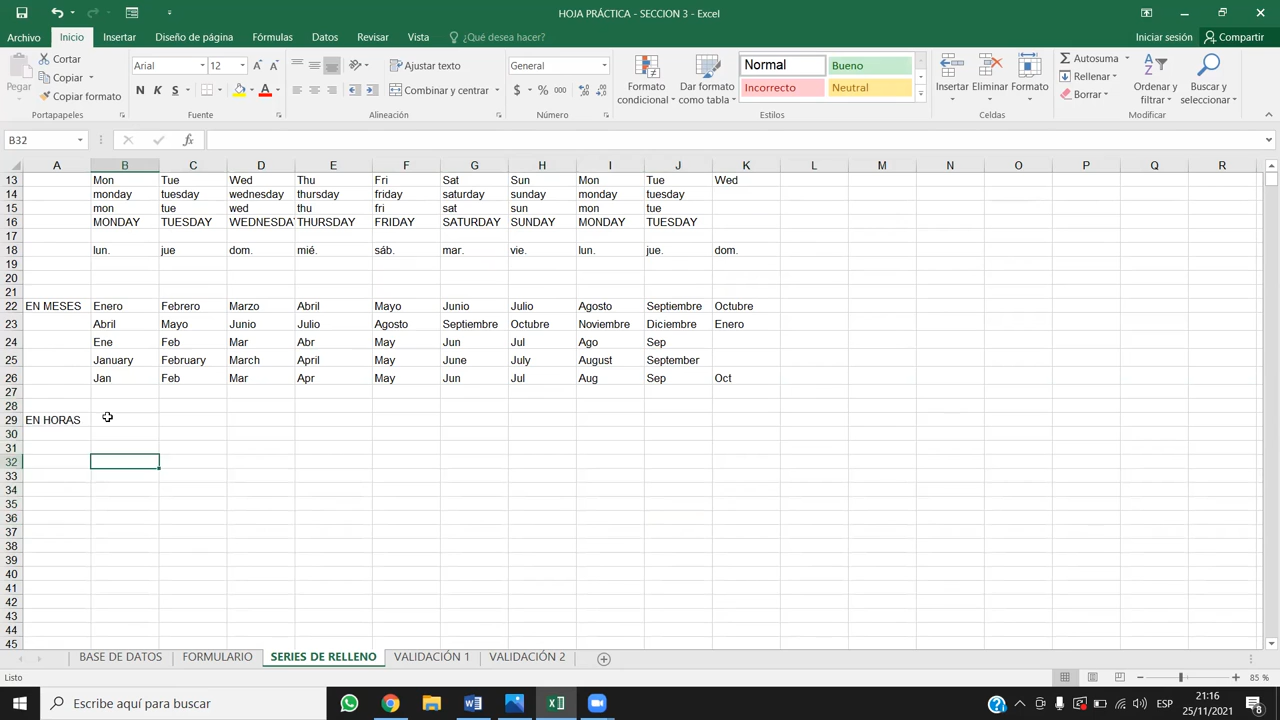 HOJA PRÁCTICA - SECCION 3 - Excel
Archivo Inicio Insertar Diseño de página Fórmulas Datos Revisar Vista ¿Qué desea hacer? Iniciar sesión Compartir
Pegar Cortar Copiar Copiar formato Portapapeles
Arial 12 N K S Fuente
Ajustar texto Combinar y centrar Alineación
General $ % 000 Número
Formato condicional Dar formato como tabla Normal Bueno Incorrecto Neutral Estilos
Insertar Eliminar Formato Celdas
Autosuma Rellenar Borrar Ordenar y filtrar Buscar y seleccionar Modificar
B32 fx
A B C D E F G H I J K L M N O P Q R
13 Mon Tue Wed Thu Fri Sat Sun Mon Tue Wed
14 monday tuesday wednesday thursday friday saturday sunday monday tuesday
15 mon tue wed thu fri sat sun mon tue
16 MONDAY TUESDAY WEDNESDA THURSDAY FRIDAY SATURDAY SUNDAY MONDAY TUESDAY
17
18 lun. jue dom. mié. sáb. mar. vie. lun. jue. dom.
19
20
21
22 EN MESES Enero Febrero Marzo Abril Mayo Junio Julio Agosto Septiembre Octubre
23 Abril Mayo Junio Julio Agosto Septiembre Octubre Noviembre Diciembre Enero
24 Ene Feb Mar Abr May Jun Jul Ago Sep
25 January February March April May June July August September
26 Jan Feb Mar Apr May Jun Jul Aug Sep Oct
27
28
29 EN HORAS
30
31
32
33
34
35
36
37
38
39
40
41
42
43
44
45
BASE DE DATOS FORMULARIO SERIES DE RELLENO VALIDACIÓN 1 VALIDACIÓN 2
Listo 85 %
Escribe aquí para buscar ESP 21:16
25/11/2021 8